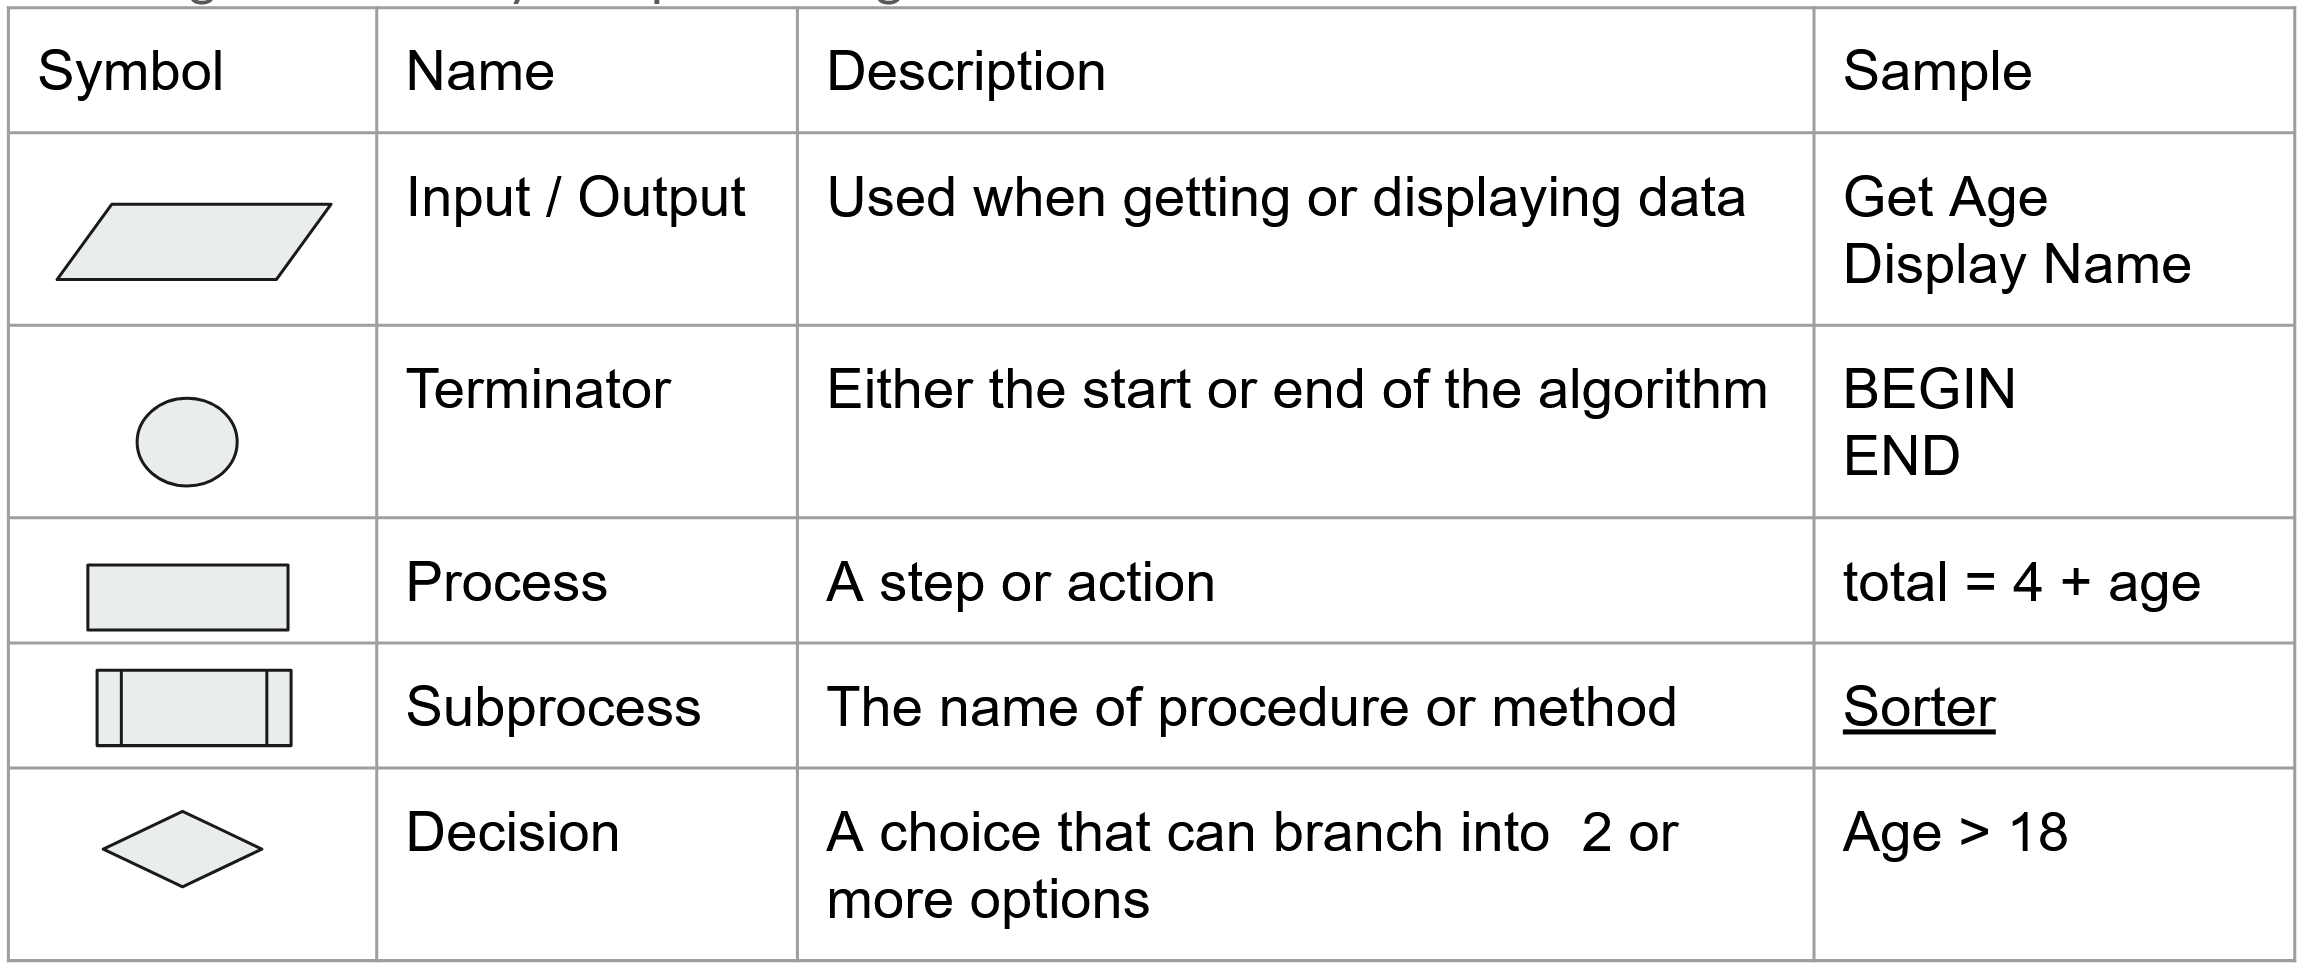 Symbol Name Description Sample
Input / Output Used when getting or displaying data Get Age
Display Name
Terminator Either the start or end of the algorithm BEGIN
END
Process A step or action total = 4 + age
Subprocess The name of procedure or method Sorter
Decision A choice that can branch into 2 or Age > 18
more options